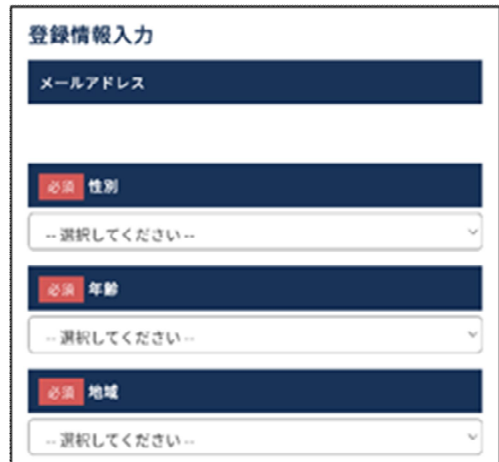 登録情報入力
メールアドレス
必須 性別
-- 選択してください --
必須 年齢
-- 選択してください --
必須 地域
-- 選択してください --